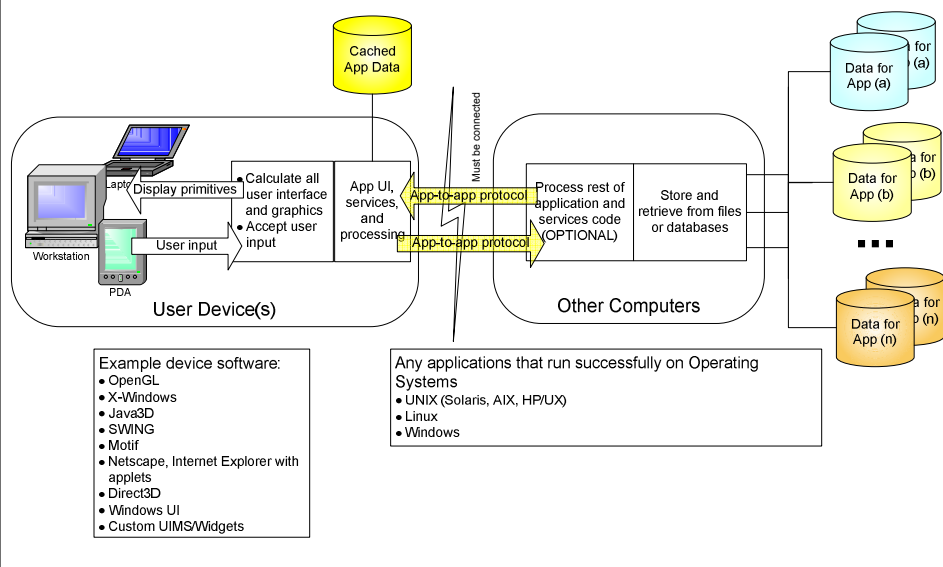 Cached
App Data
Must be connected
Data for
App (a)
Laptop
Display primitives
User input
Workstation
PDA
• Calculate all
user interface
and graphics
• Accept user
input
App UI,
services,
and
processing
App-to-app protocol
App-to-app protocol
Process rest of
application and
services code
(OPTIONAL)
Store and
retrieve from files
or databases
a for
(a)
Data for
App (b)
a for
(b)
...
Data for
App (n)
a for
(n)
User Device(s)
Other Computers
Example device software:
• OpenGL
• X-Windows
• Java3D
• SWING
• Motif
• Netscape, Internet Explorer with
applets
• Direct3D
• Windows UI
• Custom UIMS/Widgets
Any applications that run successfully on Operating
Systems
• UNIX (Solaris, AIX, HP/UX)
• Linux
• Windows